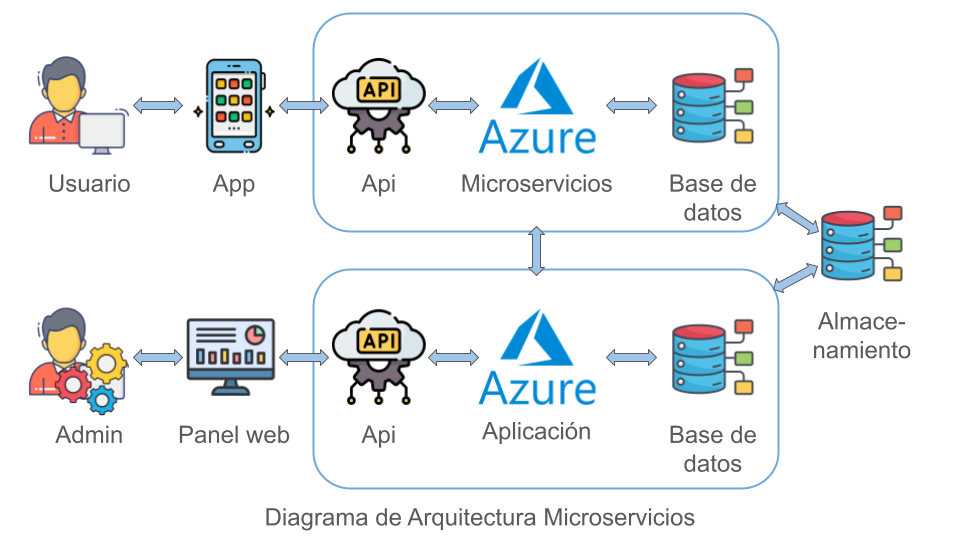 API
Azure
Usuario
App
Api
Microservicios
Base de
datos
Almace-
namiento
API
Azure
Admin
Panel web
Api
Aplicación
Base de
datos
Diagrama de Arquitectura Microservicios